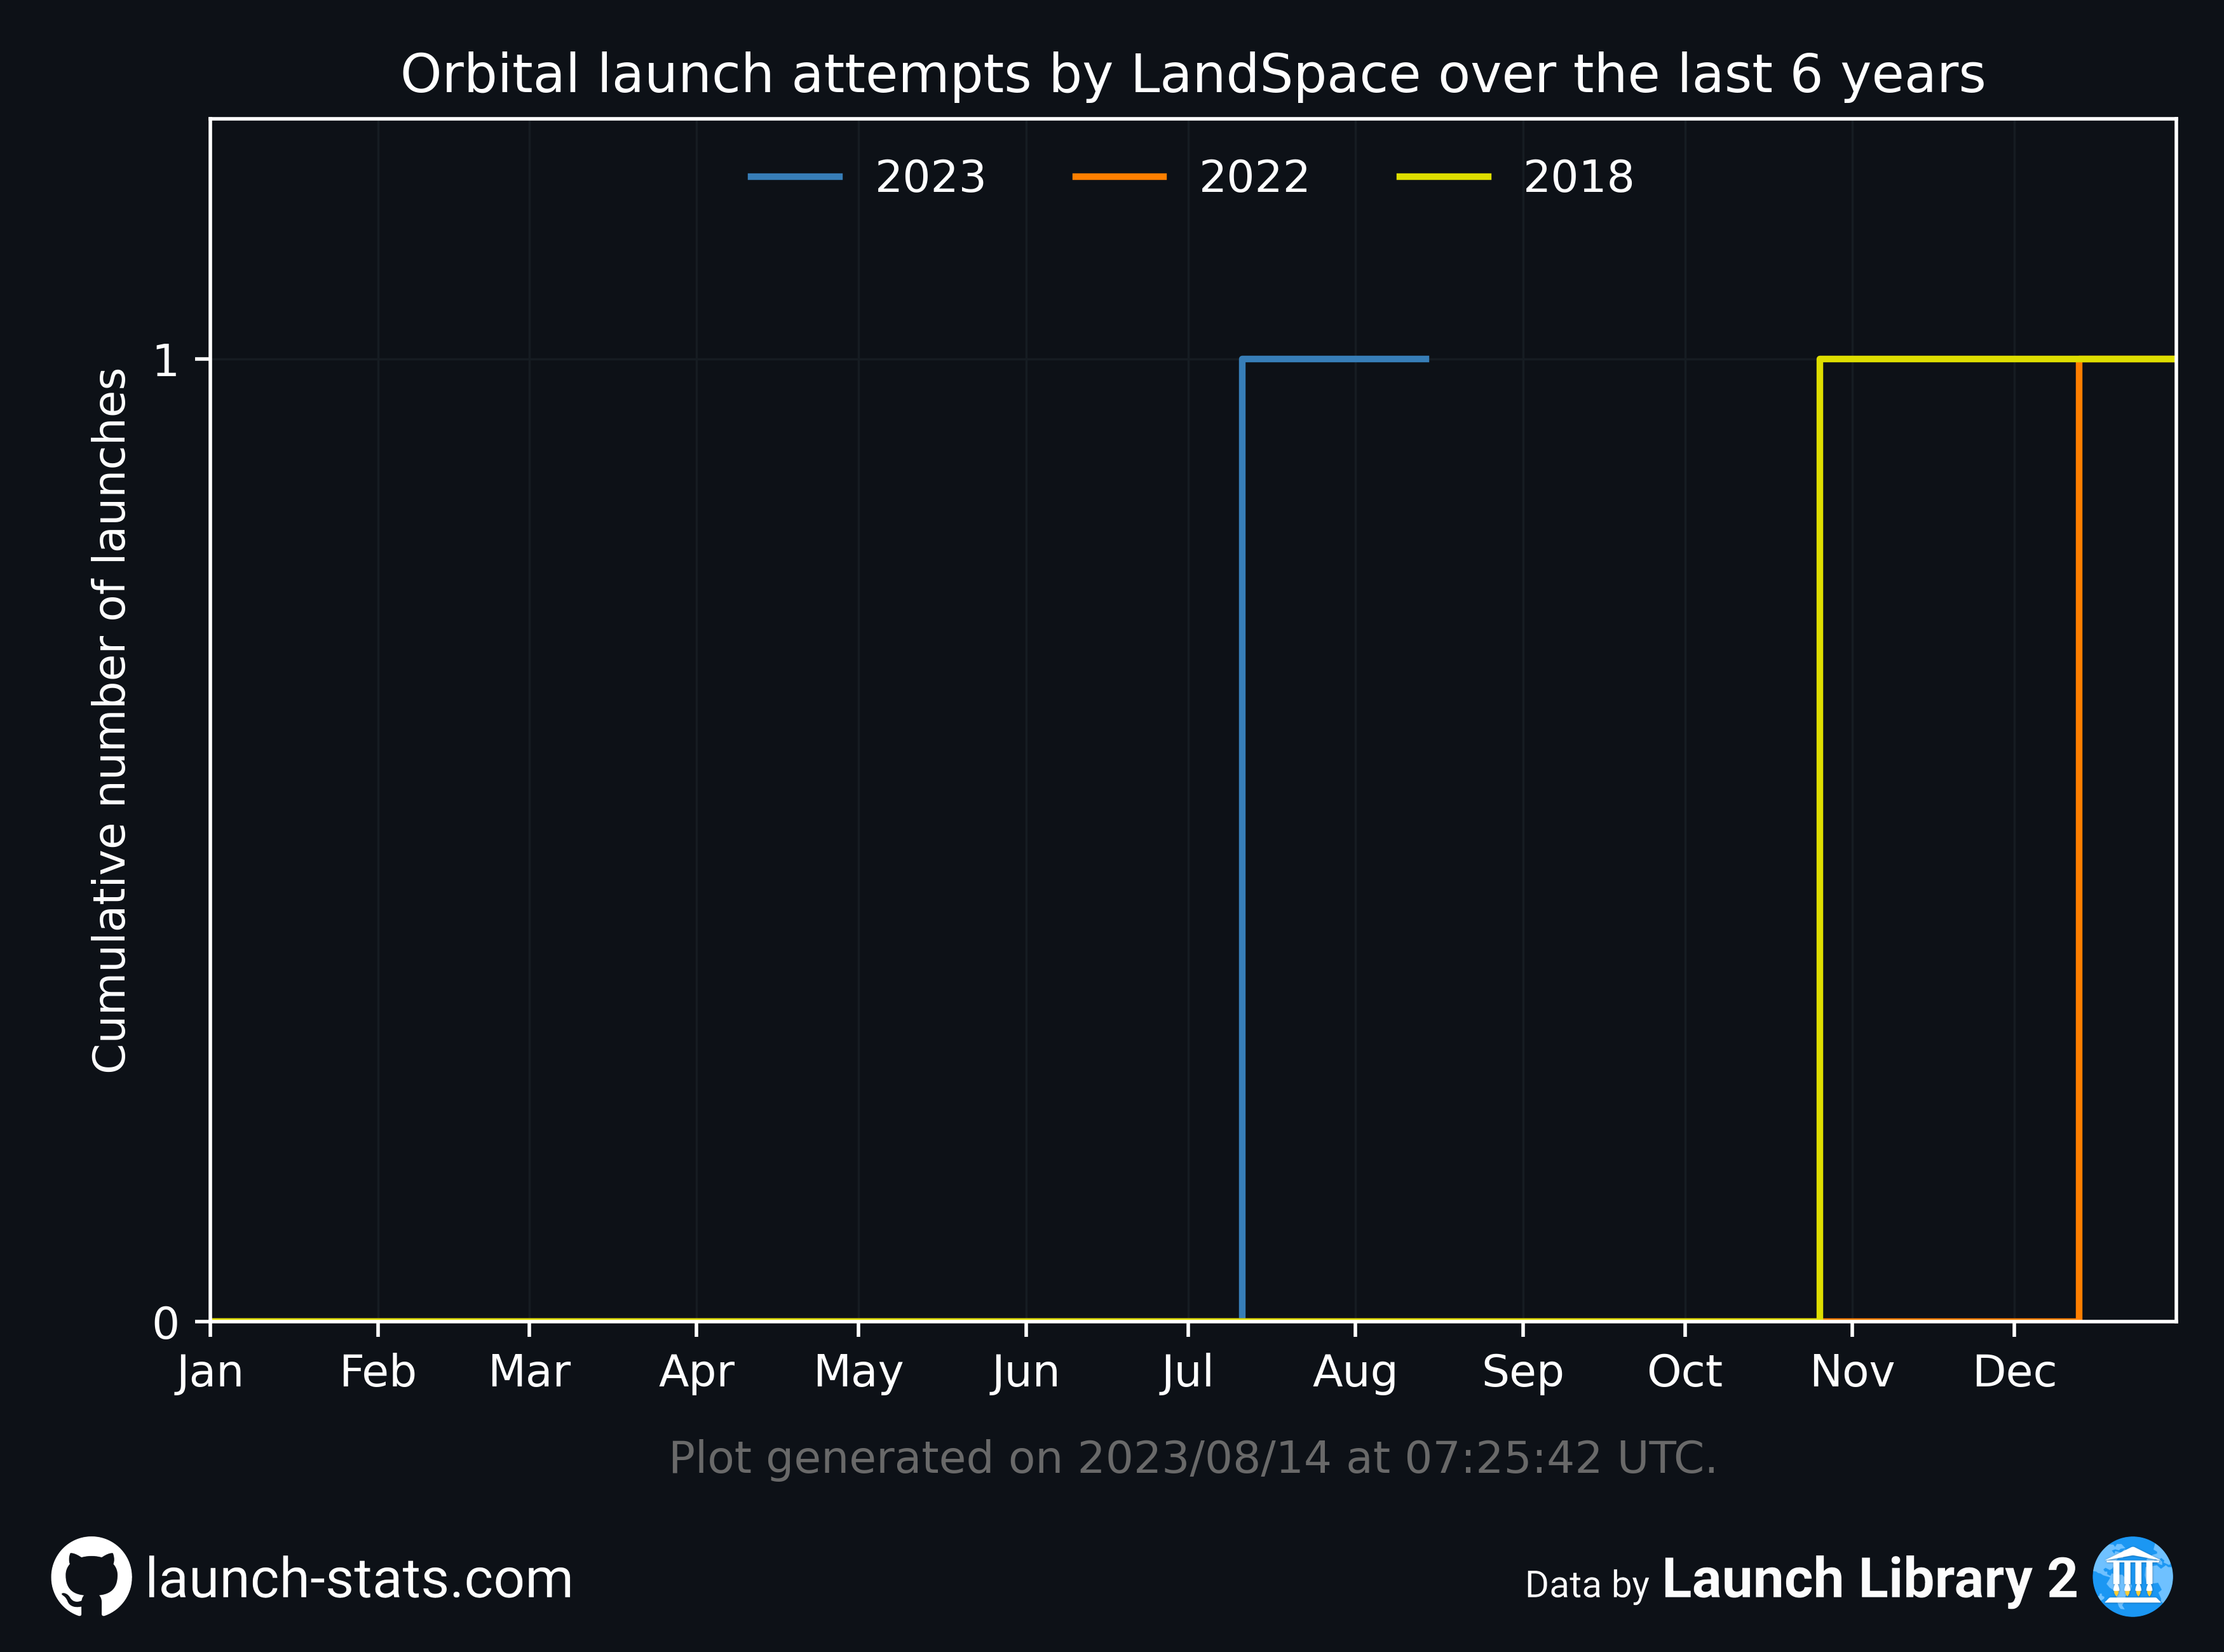 Orbital launch attempts by LandSpace over the last 6 years
2023 2022 2018
Cumulative number of launches
1
0
Jan Feb Mar Apr May Jun Jul Aug Sep Oct Nov Dec
Plot generated on 2023/08/14 at 07:25:42 UTC.
launch-stats.com
Data by Launch Library 2